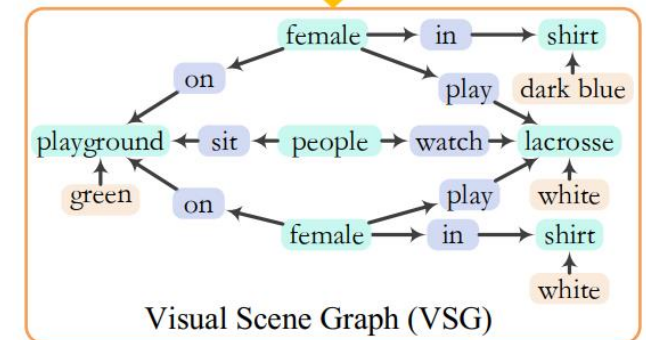 female in shirt
on
play dark blue
playground sit people watch lacrosse
green
on
play white
female in shirt
white
Visual Scene Graph (VSG)